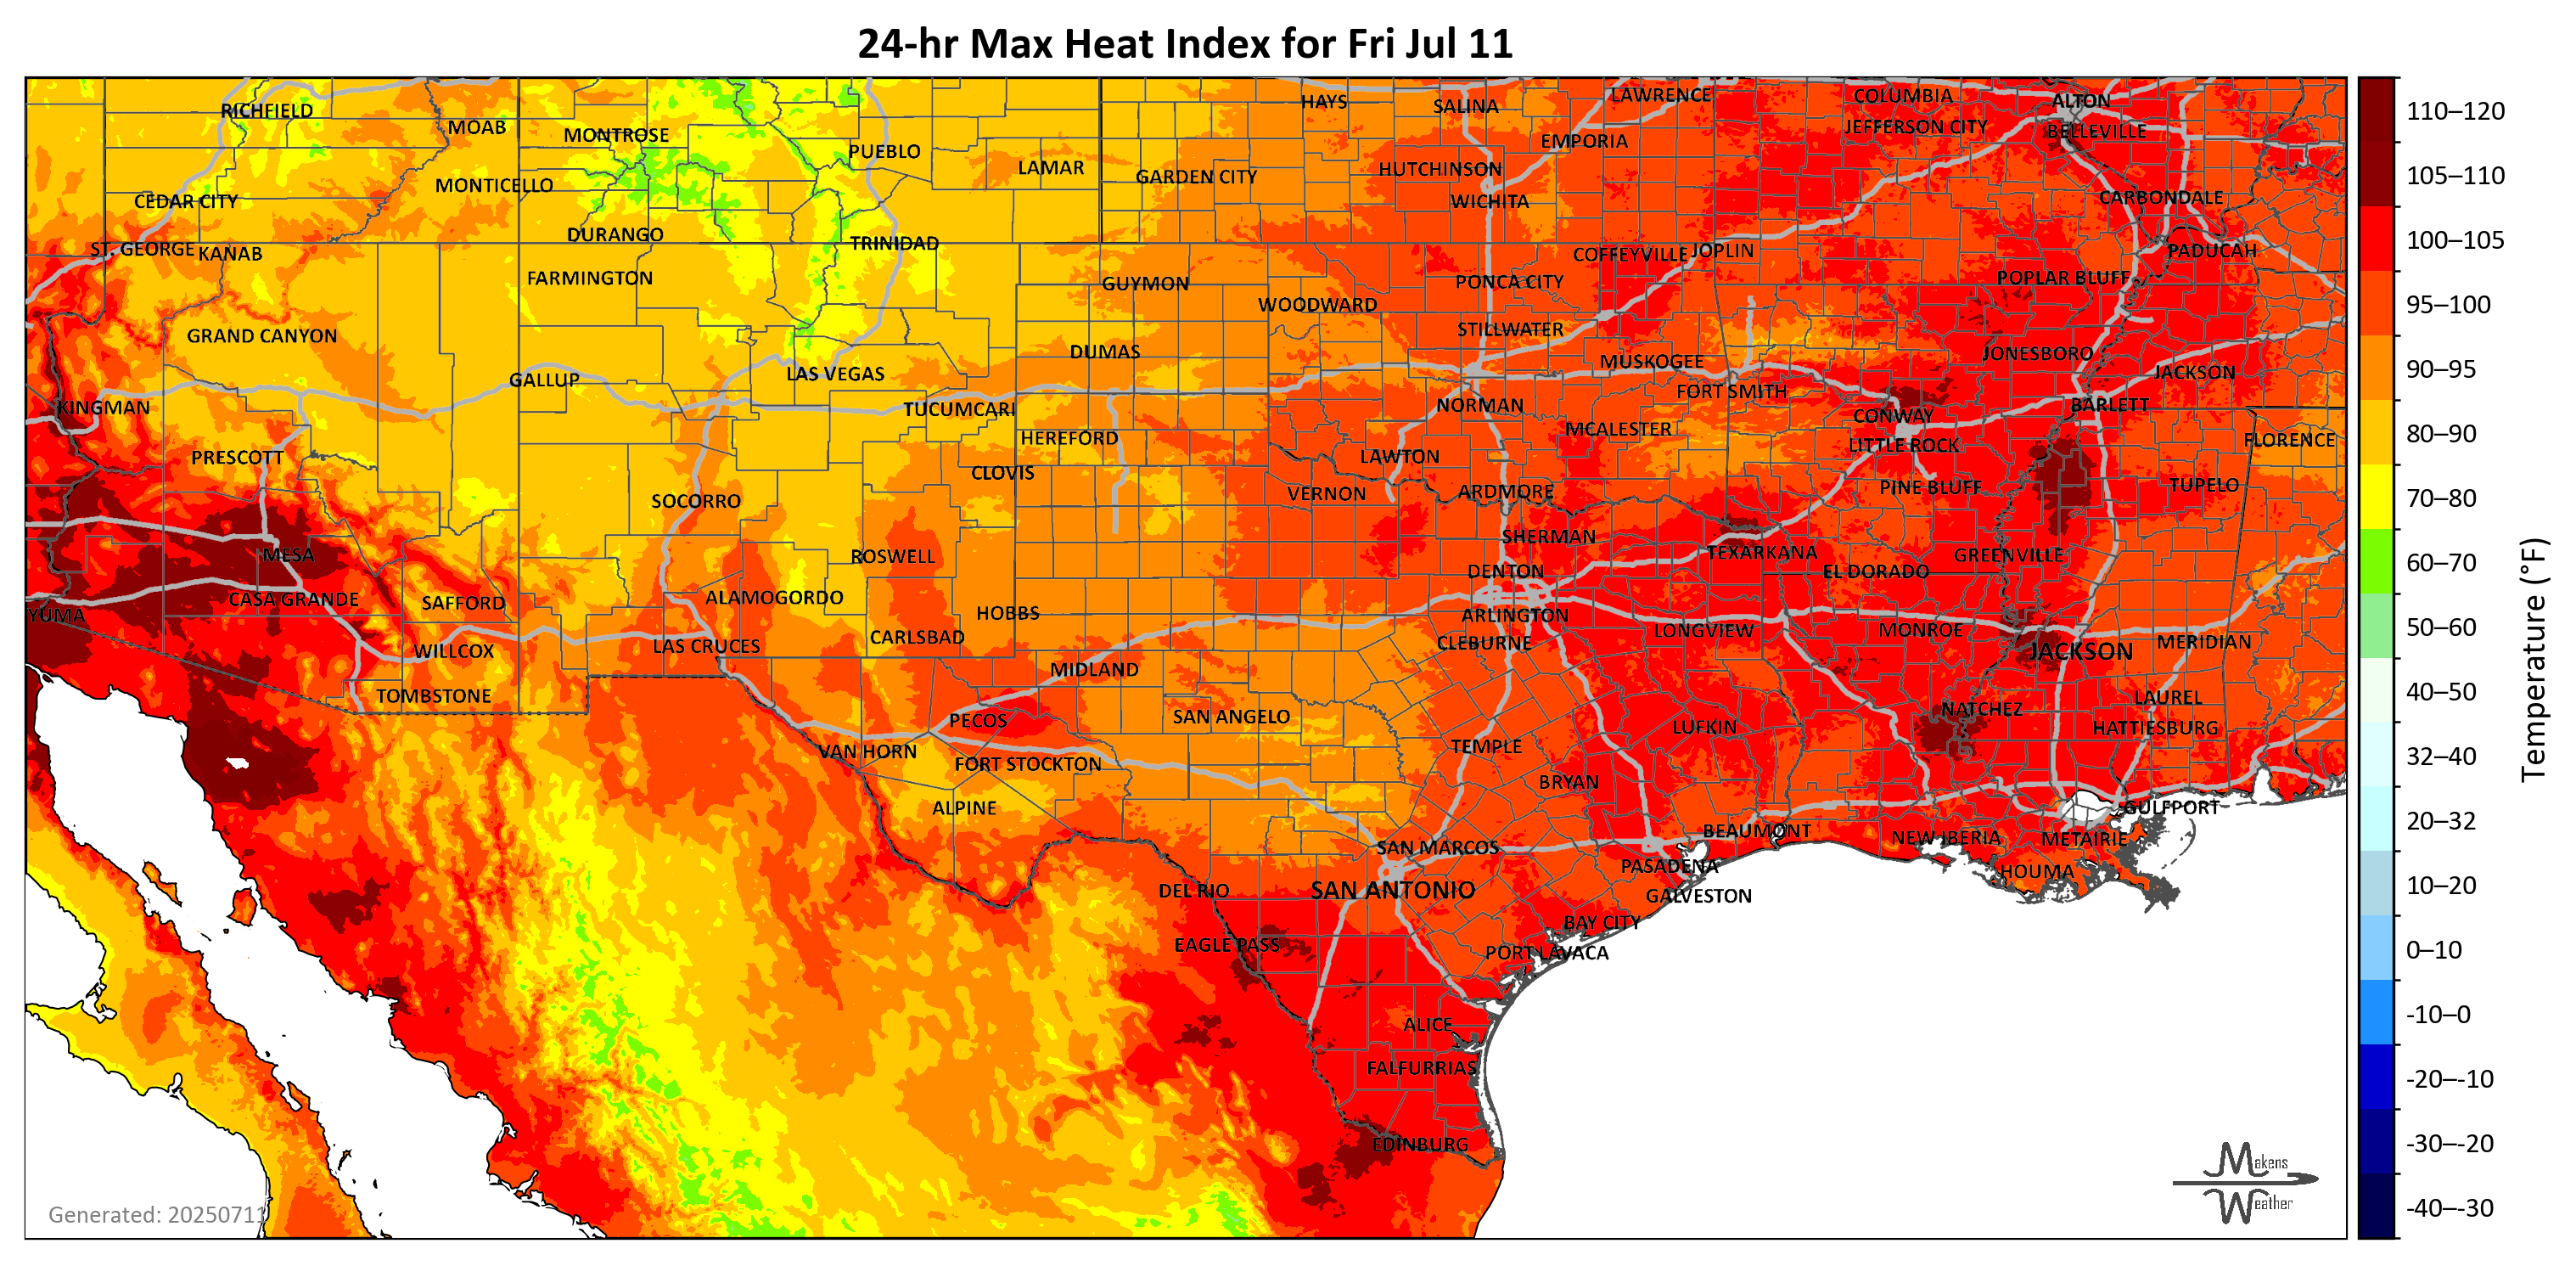 24-hr Max Heat Index for Fri Jul 11
RICHFIELD
MOAB
MONTROSE
PUEBLO
LAMAR
GARDEN CITY
HAYS
SALINA
LAWRENCE
EMPORIA
HUTCHINSON
WICHITA
COLUMBIA
JEFFERSON CITY
ALTON
BELLEVILLE
CARBONDALE
CEDAR CITY
MONTICELLO
DURANGO
TRINIDAD
ST. GEORGE
KANAB
FARMINGTON
GUYMON
WOODWARD
PONCA CITY
COFFEYVILLE
JOPLIN
POPLAR BLUFF
PADUCAH
GRAND CANYON
GALLUP
LAS VEGAS
DUMAS
STILLWATER
MUSKOGEE
FORT SMITH
JONESBORO
JACKSON
KINGMAN
TUCUMCARI
HEREFORD
NORMAN
MCALESTER
CONWAY
LITTLE ROCK
BARLETT
FLORENCE
PRESCOTT
CLOVIS
LAWTON
VERNON
ARDMORE
PINE BLUFF
TUPELO
SOCORRO
ROSWELL
SHERMAN
TEXARKANA
GREENVILLE
MESA
DENTON
EL DORADO
CASA GRANDE
SAFFORD
ALAMOGORDO
HOBBS
ARLINGTON
YUMA
CARLSBAD
CLEBURNE
LONGVIEW
MONROE
JACKSON
MERIDIAN
WILLCOX
LAS CRUCES
MIDLAND
TOMBSTONE
PECOS
SAN ANGELO
LUFKIN
NATCHEZ
LAUREL
HATTIESBURG
VAN HORN
FORT STOCKTON
TEMPLE
BRYAN
ALPINE
BEAUMONT
NEW IBERIA
METAIRIE
GULFPORT
SAN MARCOS
PASADENA
HOUMA
DEL RIO
SAN ANTONIO
GALVESTON
EAGLE PASS
BAY CITY
PORT LAVACA
ALICE
FALFURRIAS
EDINBURG
Generated: 20250711
Makens
Weather
110–120
105–110
100–105
95–100
90–95
80–90
70–80
60–70
50–60
40–50
32–40
20–32
10–20
0–10
-10–0
-20–-10
-30–-20
-40–-30
Temperature (°F)